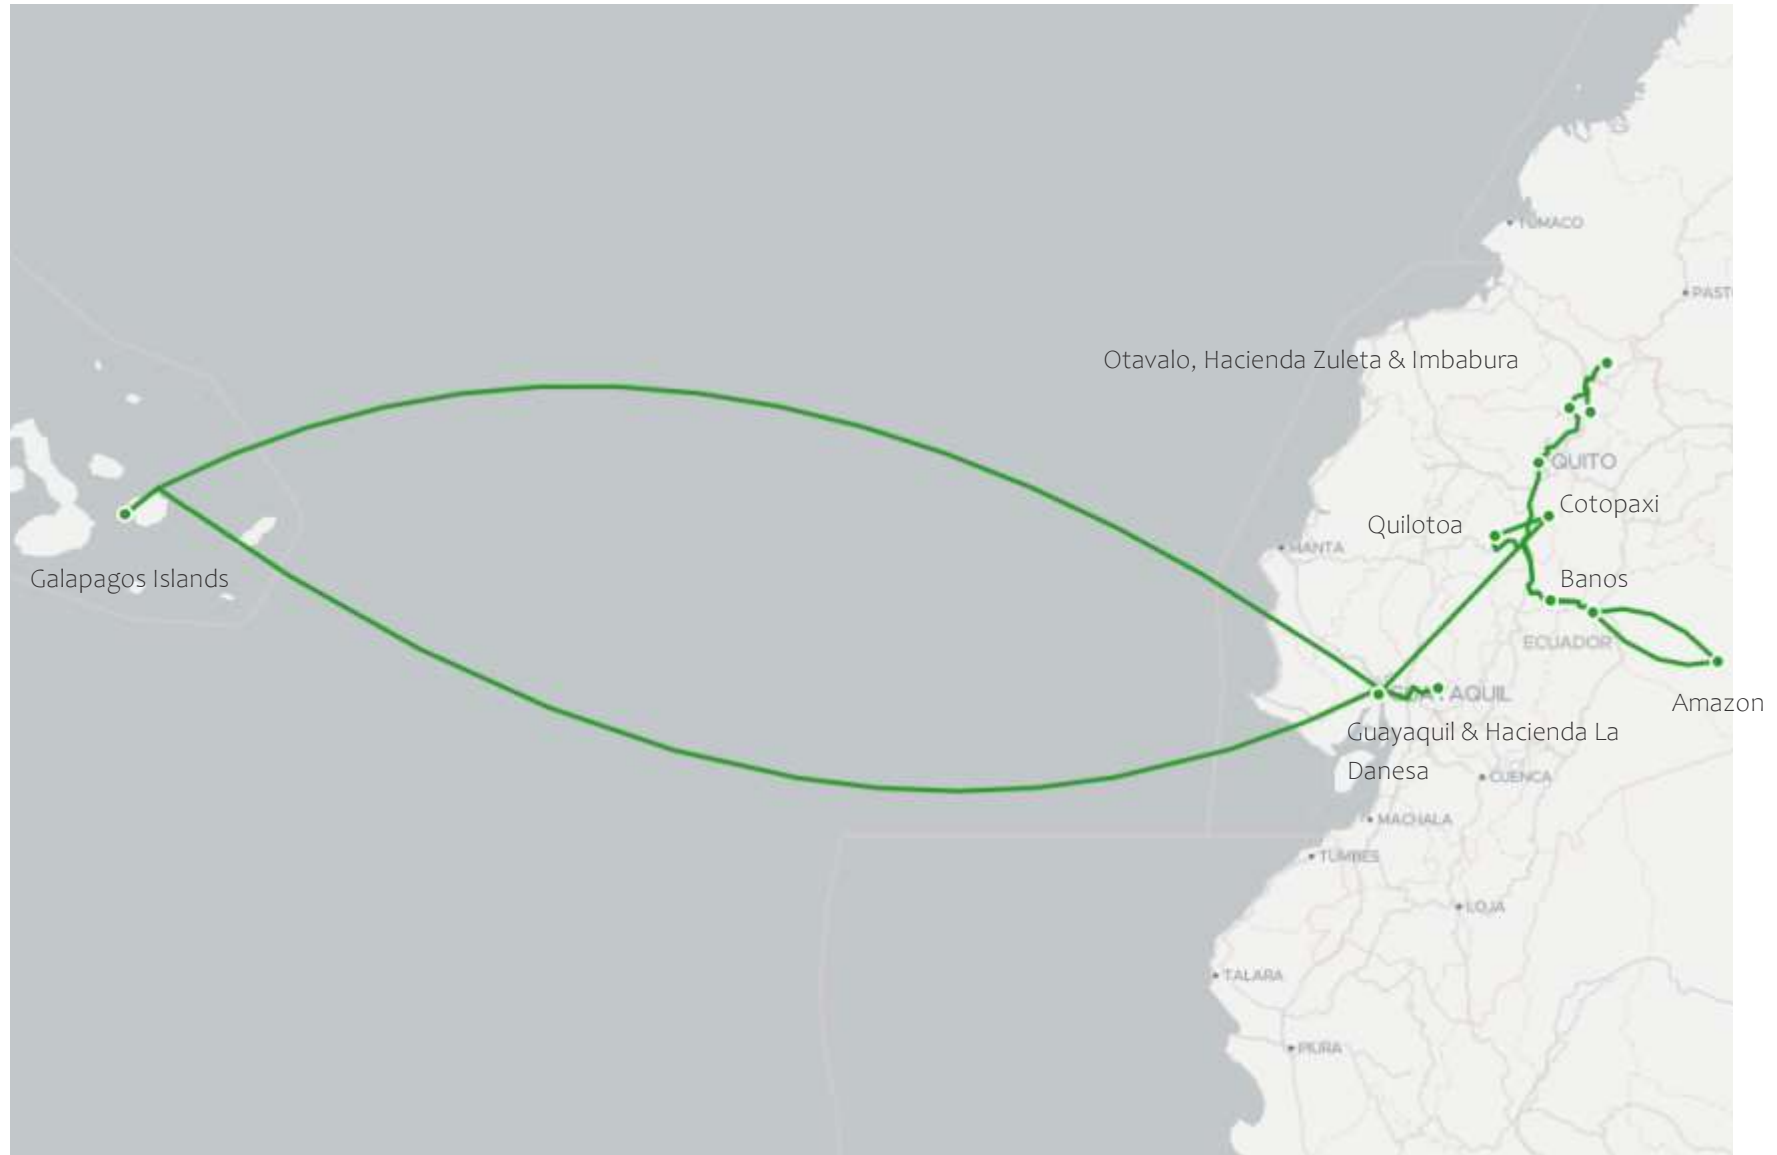 TUMACO
Otavalo, Hacienda Zuleta & Imbabura
QUITO
Cotopaxi
Quilotoa
MANTA
Galapagos Islands
Banos
ECUADOR
Amazon
AQUIL
Guayaquil & Hacienda La
Danesa
CUENCA
MACHALA
TUMBES
LOJA
TALARA
PIURA